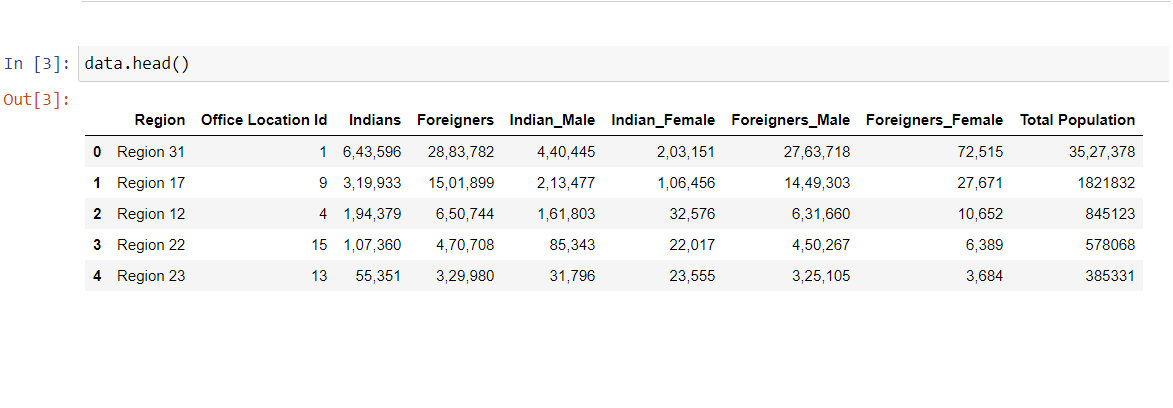 In [3]: data.head()
Out[3]:
Region Office Location Id Indians Foreigners Indian_Male Indian_Female Foreigners_Male Foreigners_Female Total Population
0 Region 31 1 6,43,596 28,83,782 4,40,445 2,03,151 27,63,718 72,515 35,27,378
1 Region 17 9 3,19,933 15,01,899 2,13,477 1,06,456 14,49,303 27,671 1821832
2 Region 12 4 1,94,379 6,50,744 1,61,803 32,576 6,31,660 10,652 845123
3 Region 22 15 1,07,360 4,70,708 85,343 22,017 4,50,267 6,389 578068
4 Region 23 13 55,351 3,29,980 31,796 23,555 3,25,105 3,684 385331